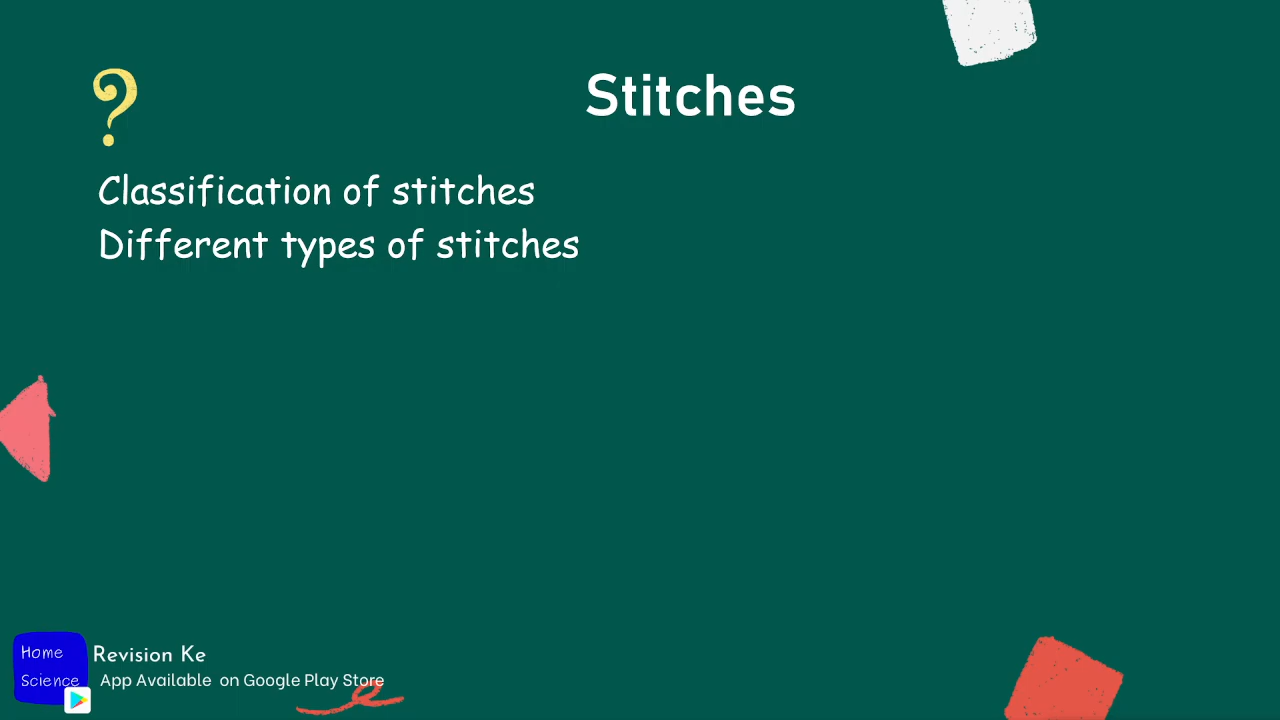 ?
Stitches
Classification of stitches
Different types of stitches
Home
Science
Revision Ke
App Available on Google Play Store